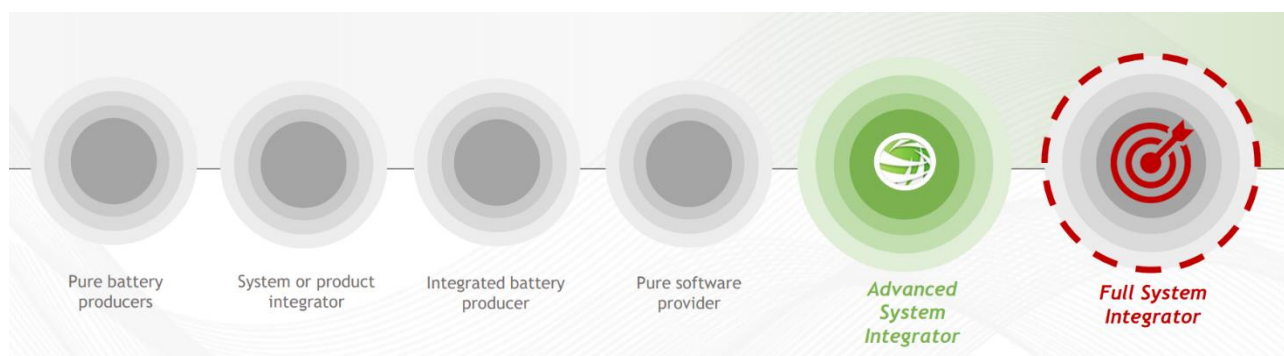 Pure battery
producers
System or product
integrator
Integrated battery
producer
Pure software
provider
Advanced
System
Integrator
Full System
Integrator